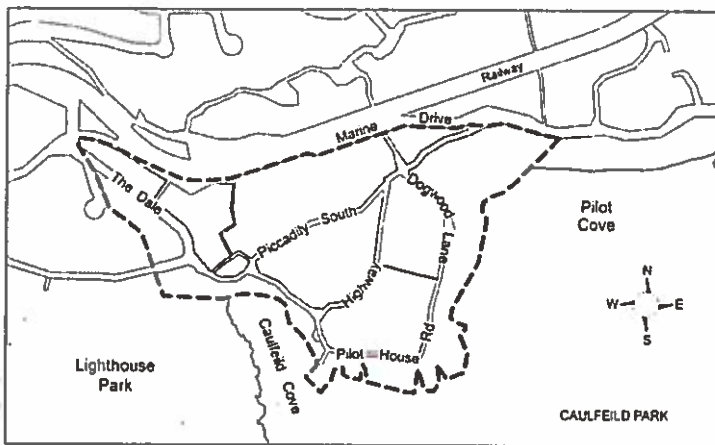 Railway
Marine Drive
The Dale
Piccadilly South
Dogwood Lane
Pilot Cove
Highway
N
W E
S
Caulfeild Cove
Pilot House Rd
Lighthouse Park
CAULFEILD PARK